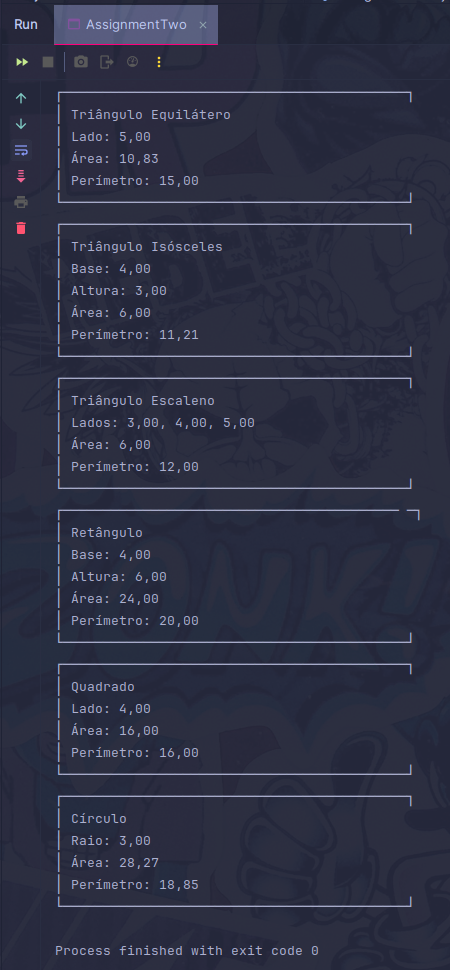 Run
AssignmentTwo
Triângulo Equilátero
Lado: 5,00
Área: 10,83
Perímetro: 15,00
Triângulo Isósceles
Base: 4,00
Altura: 3,00
Área: 6,00
Perímetro: 11,21
Triângulo Escaleno
Lados: 3,00, 4,00, 5,00
Área: 6,00
Perímetro: 12,00
Retângulo
Base: 4,00
Altura: 6,00
Área: 24,00
Perímetro: 20,00
Quadrado
Lado: 4,00
Área: 16,00
Perímetro: 16,00
Círculo
Raio: 3,00
Área: 28,27
Perímetro: 18,85
Process finished with exit code 0